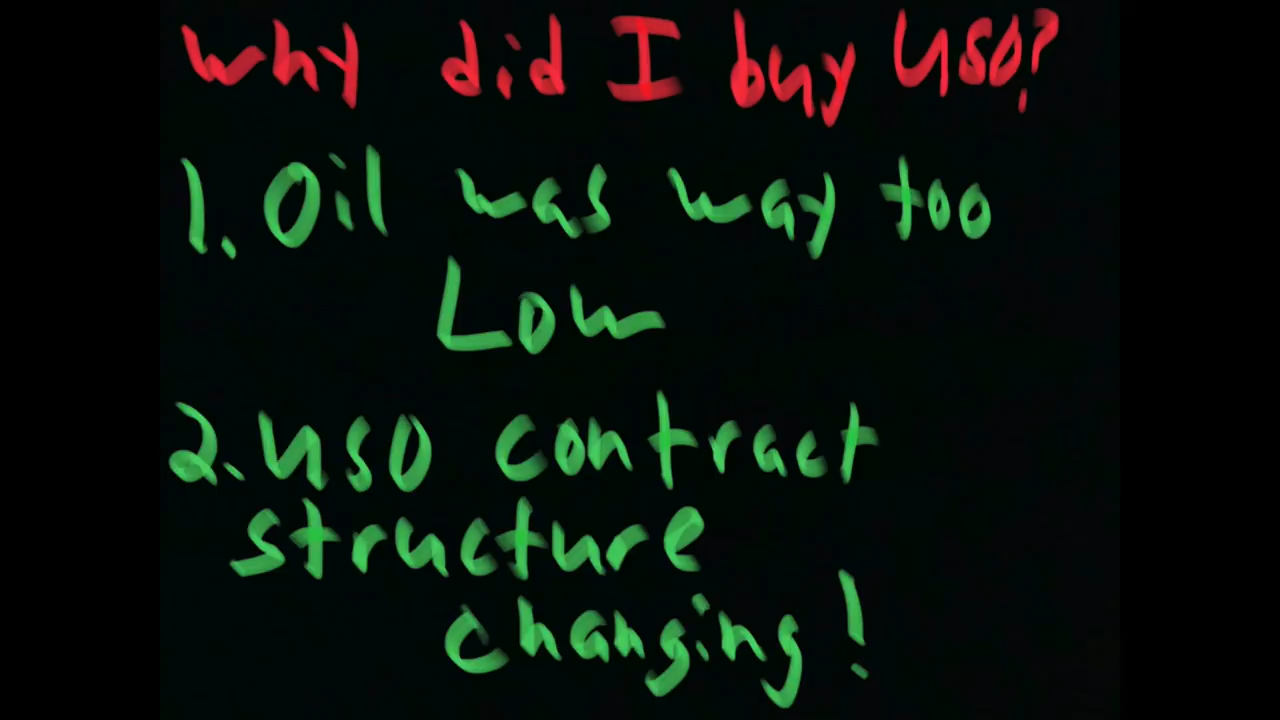 Why did I buy USO?
1. Oil was way too
Low
2. USO contract
structure
changing!